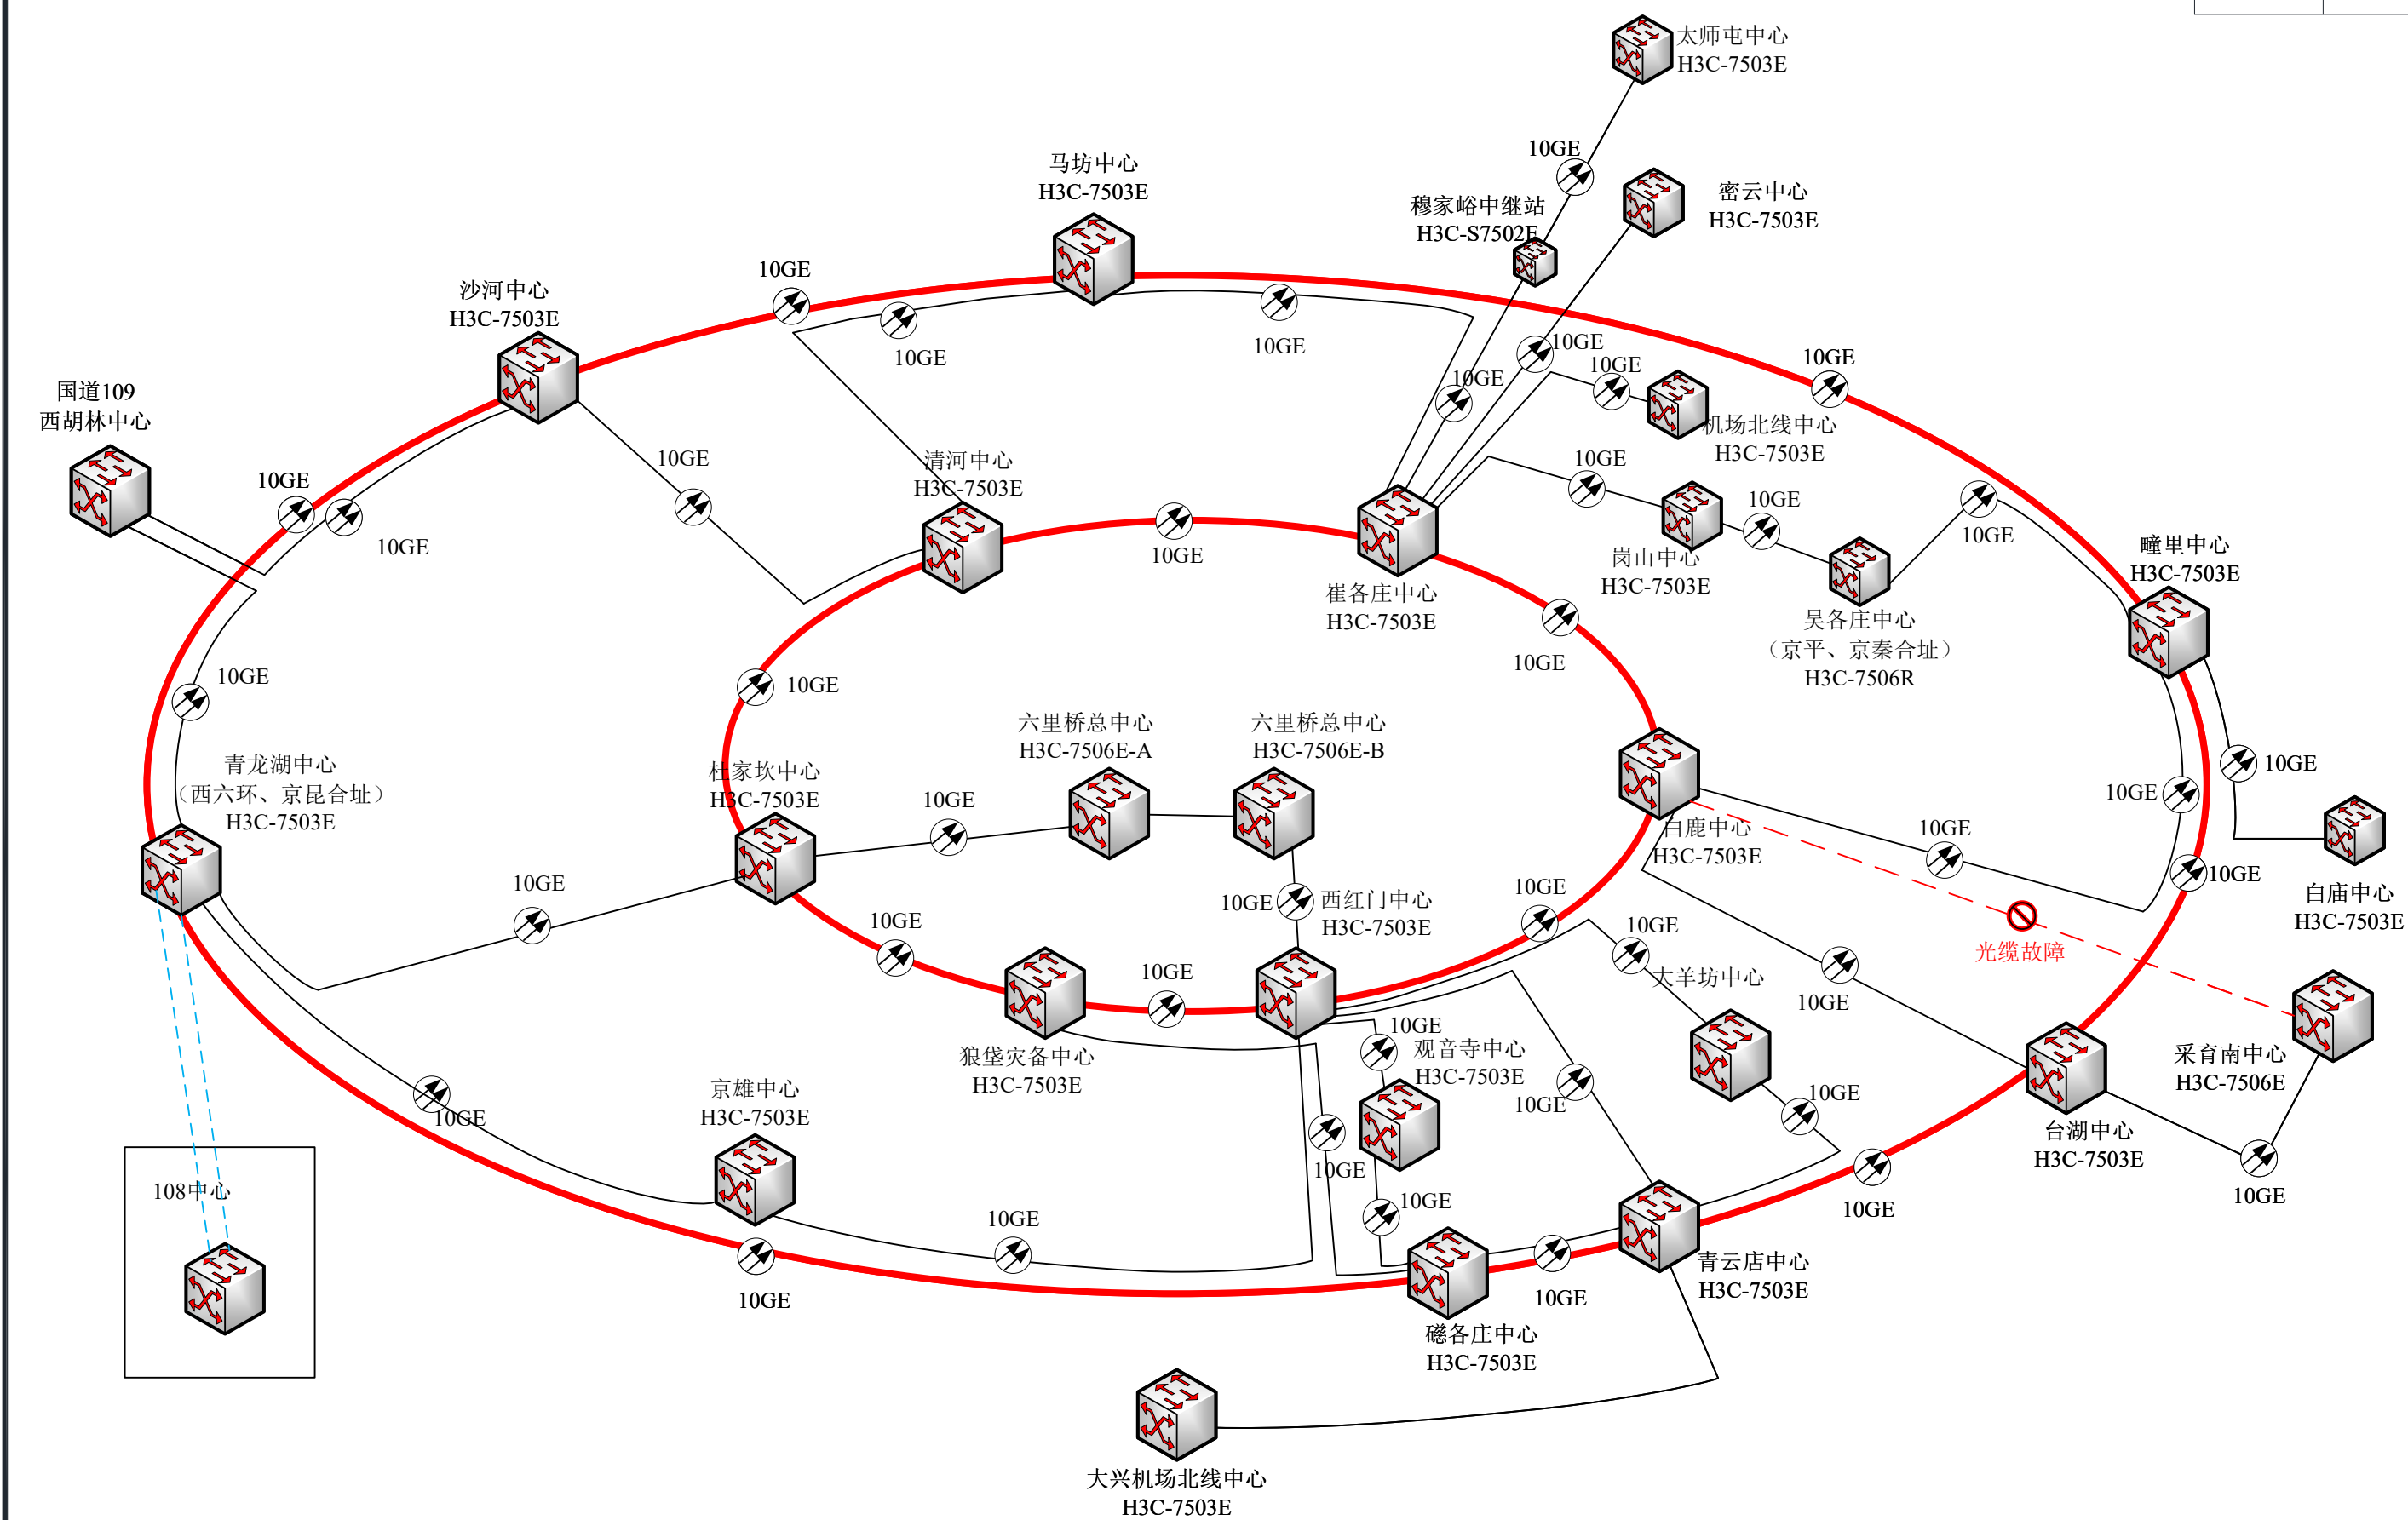 太师屯中心
H3C-7503E
10GE
马坊中心
H3C-7503E
密云中心
H3C-7503E
穆家峪中继站
H3C-S7502E
10GE
沙河中心
H3C-7503E
10GE
10GE
10GE
10GE
10GE
10GE
国道109
西胡林中心
机场北线中心
H3C-7503E
10GE
10GE
清河中心
H3C-7503E
10GE
10GE
10GE
10GE
10GE
岗山中心
H3C-7503E
疃里中心
H3C-7503E
崔各庄中心
H3C-7503E
吴各庄中心
（京平、京秦合址）
H3C-7506R
10GE
10GE
10GE
六里桥总中心
H3C-7506E-A
六里桥总中心
H3C-7506E-B
青龙湖中心
（西六环、京昆合址）
H3C-7503E
杜家坎中心
H3C-7503E
10GE
10GE
10GE
白鹿中心
H3C-7503E
10GE
10GE
10GE
10GE
10GE
西红门中心
H3C-7503E
白庙中心
H3C-7503E
10GE
10GE
10GE
光缆故障
10GE
大羊坊中心
10GE
10GE
观音寺中心
H3C-7503E
狼垡灾备中心
H3C-7503E
采育南中心
H3C-7506E
京雄中心
H3C-7503E
10GE
10GE
10GE
台湖中心
H3C-7503E
10GE
108中心
10GE
10GE
10GE
10GE
青云店中心
H3C-7503E
10GE
10GE
磁各庄中心
H3C-7503E
大兴机场北线中心
H3C-7503E